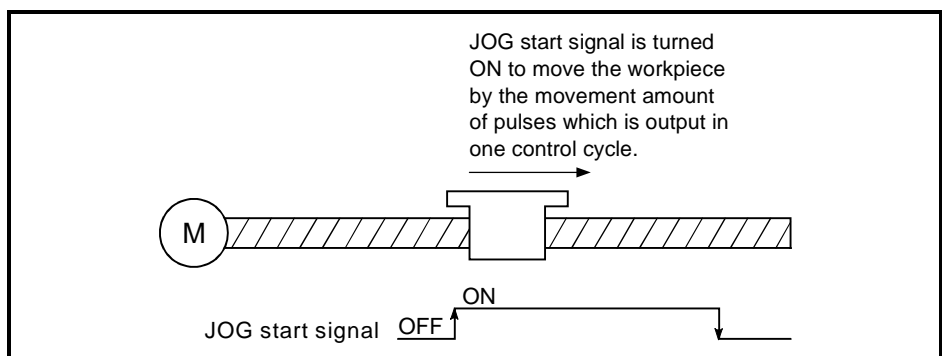 JOG start signal is turned
ON to move the workpiece
by the movement amount
of pulses which is output in
one control cycle.
M
ON
JOG start signal OFF